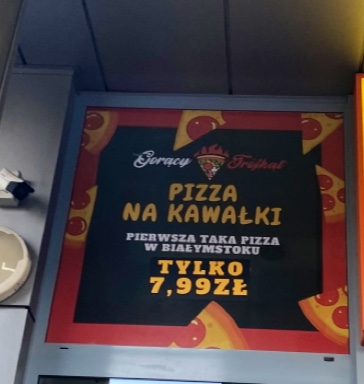 Gorący Trójkąt
PIZZA
NA KAWAŁKI
PIERWSZA TAKA PIZZA
W BIAŁYMSTOKU
TYLKO
7,99ZŁ